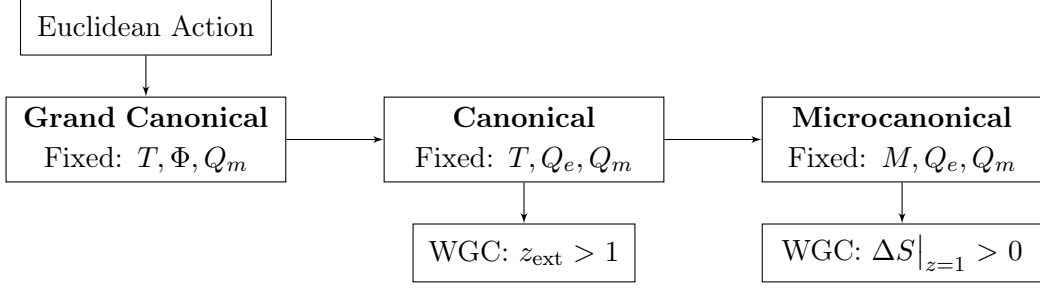 Euclidean Action
Grand Canonical
Fixed: T, Φ, Q_m
Canonical
Fixed: T, Q_e, Q_m
Microcanonical
Fixed: M, Q_e, Q_m
WGC: z_ext > 1
WGC: ΔS|_{z=1} > 0